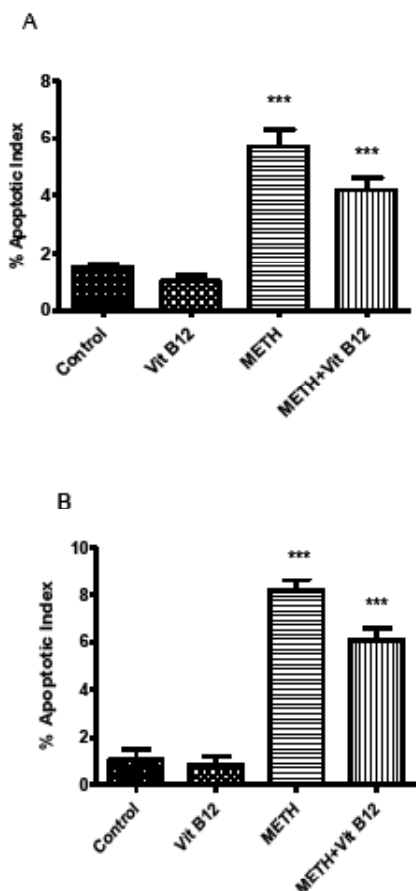 A
% Apoptotic Index
8
6
4
2
0
***
***
Control
Vit B12
METH
METH+Vit B12
B
% Apoptotic Index
10
8
6
4
2
0
***
***
Control
Vit B12
METH
METH+Vit B12